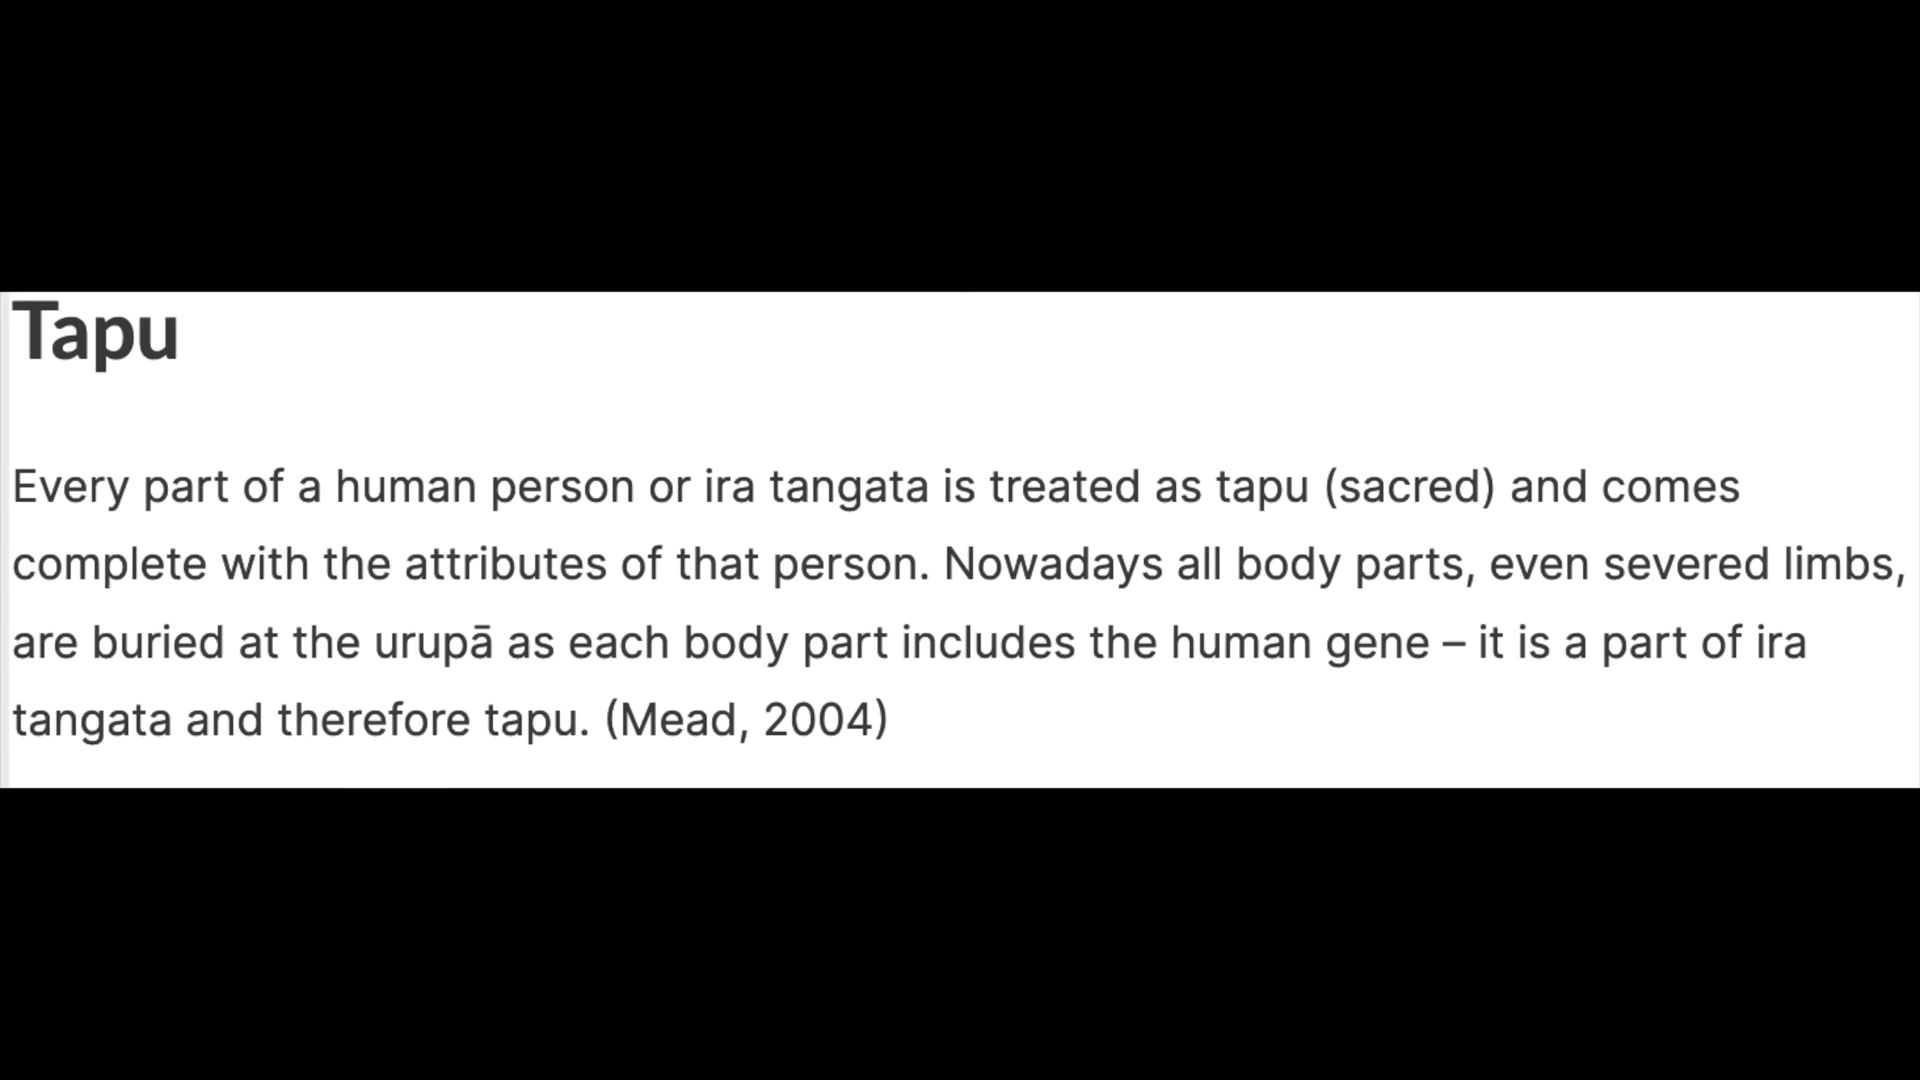 Tapu
Every part of a human person or ira tangata is treated as tapu (sacred) and comes
complete with the attributes of that person. Nowadays all body parts, even severed limbs,
are buried at the urupā as each body part includes the human gene – it is a part of ira
tangata and therefore tapu. (Mead, 2004)